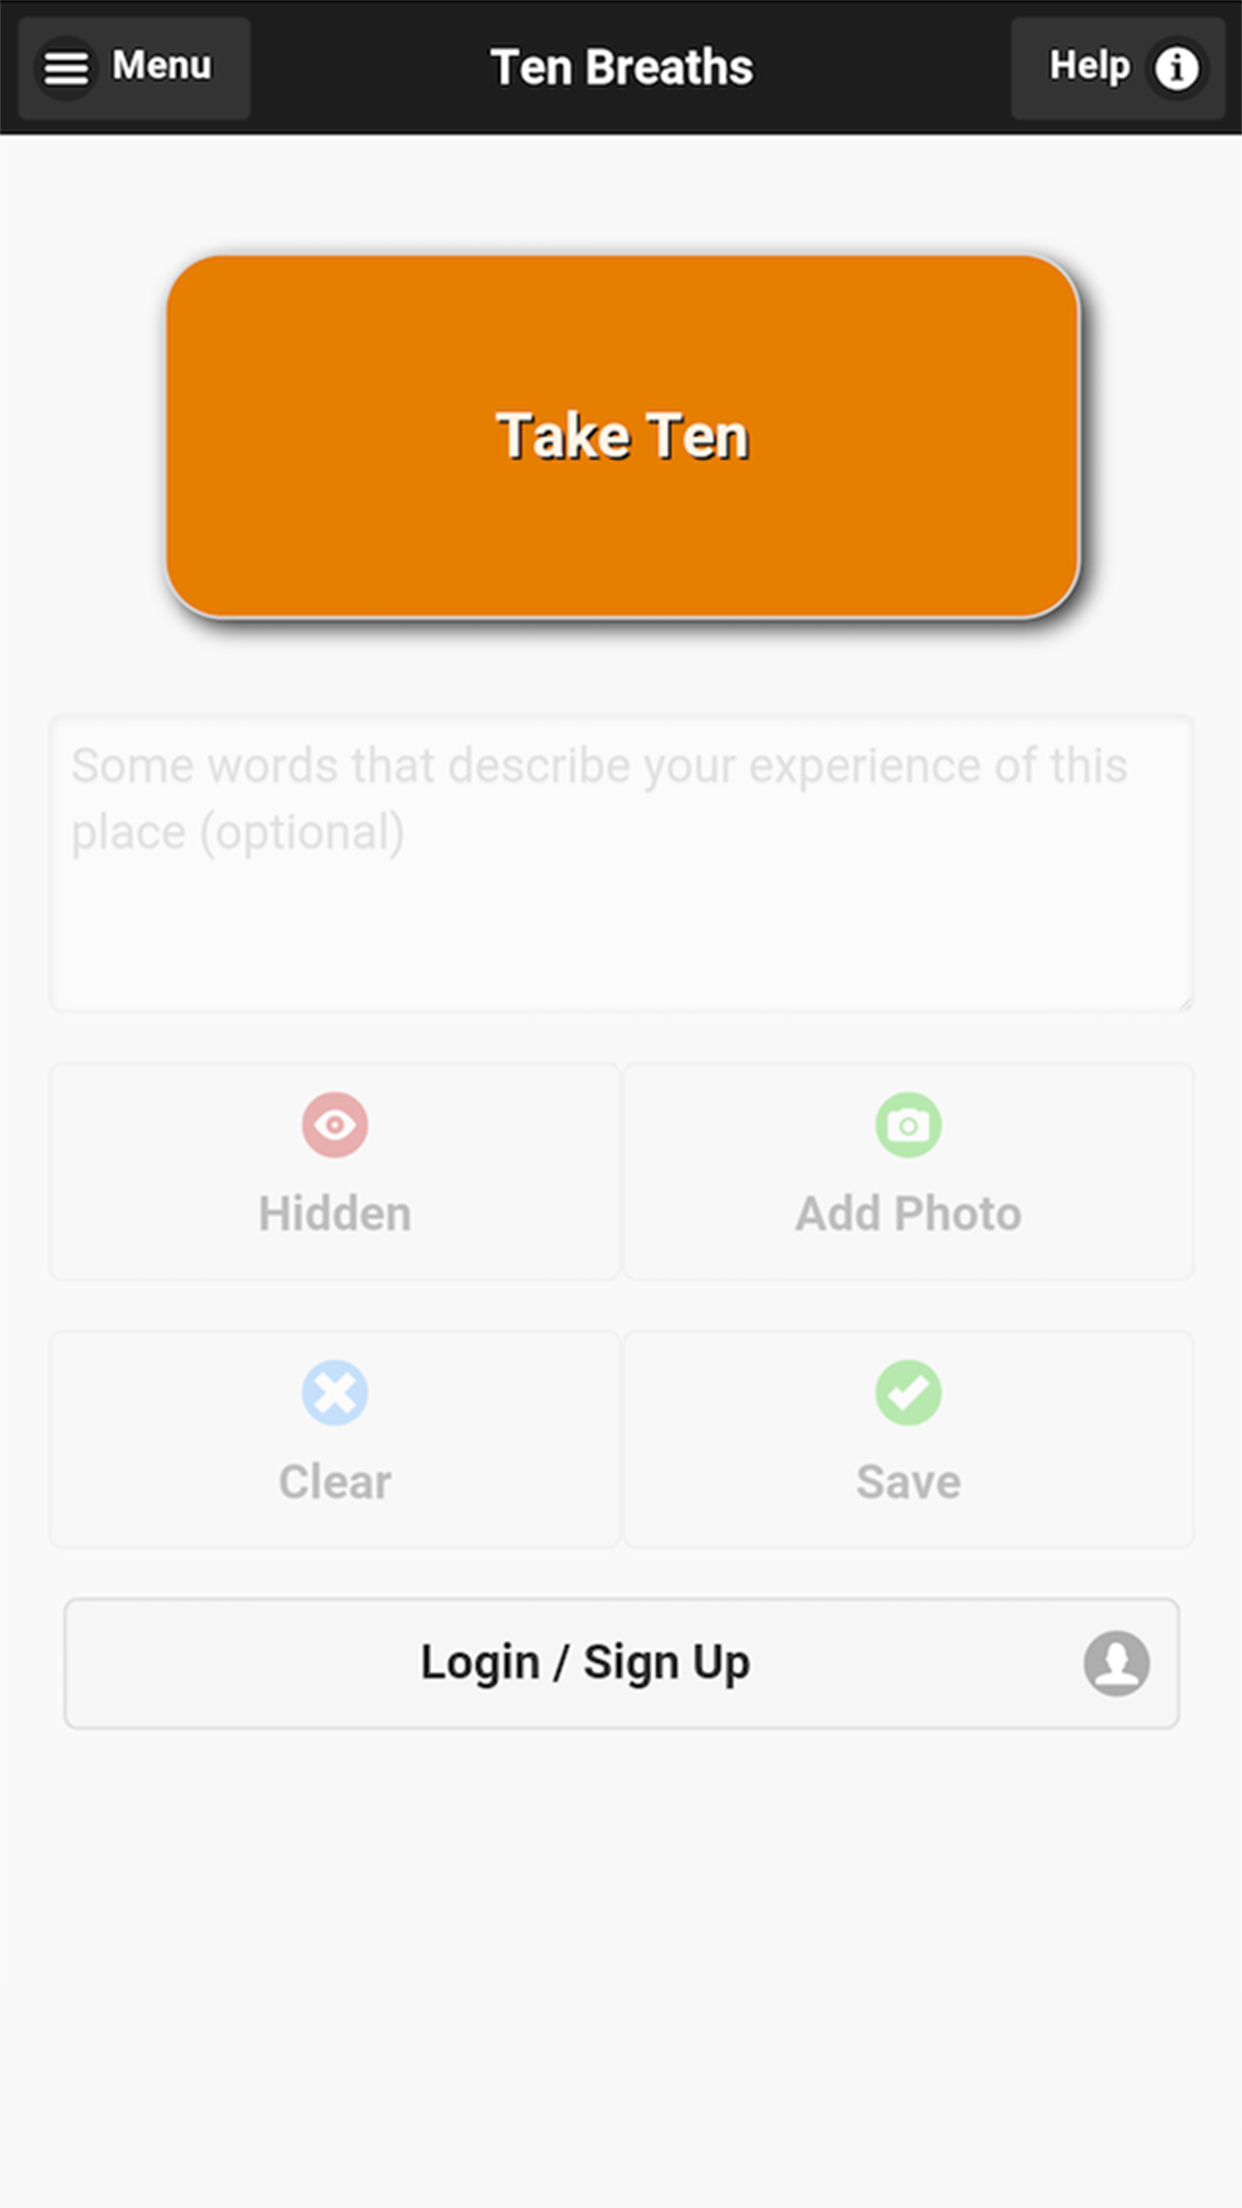 Menu
Ten Breaths
Help
Take Ten
Some words that describe your experience of this
place (optional)
Hidden
Add Photo
Clear
Save
Login / Sign Up